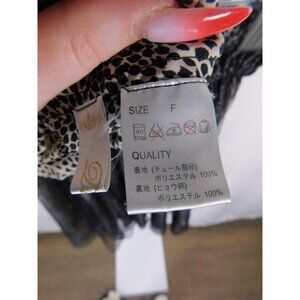 SIZE F
40
QUALITY
表地 (チュール部分)
ポリエステル 100%
裏地 (ヒョウ柄)
ポリエステル 100%